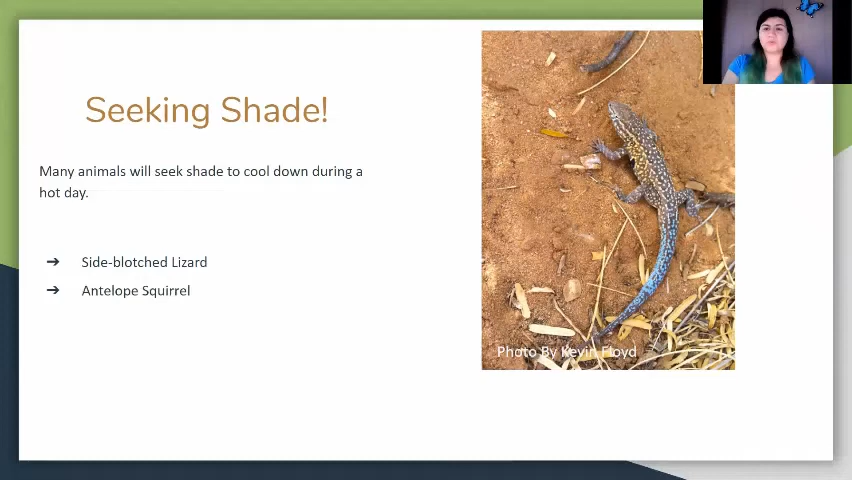 Seeking Shade!
Many animals will seek shade to cool down during a
hot day.
➔ Side-blotched Lizard
➔ Antelope Squirrel
Photo By Kevin Floyd